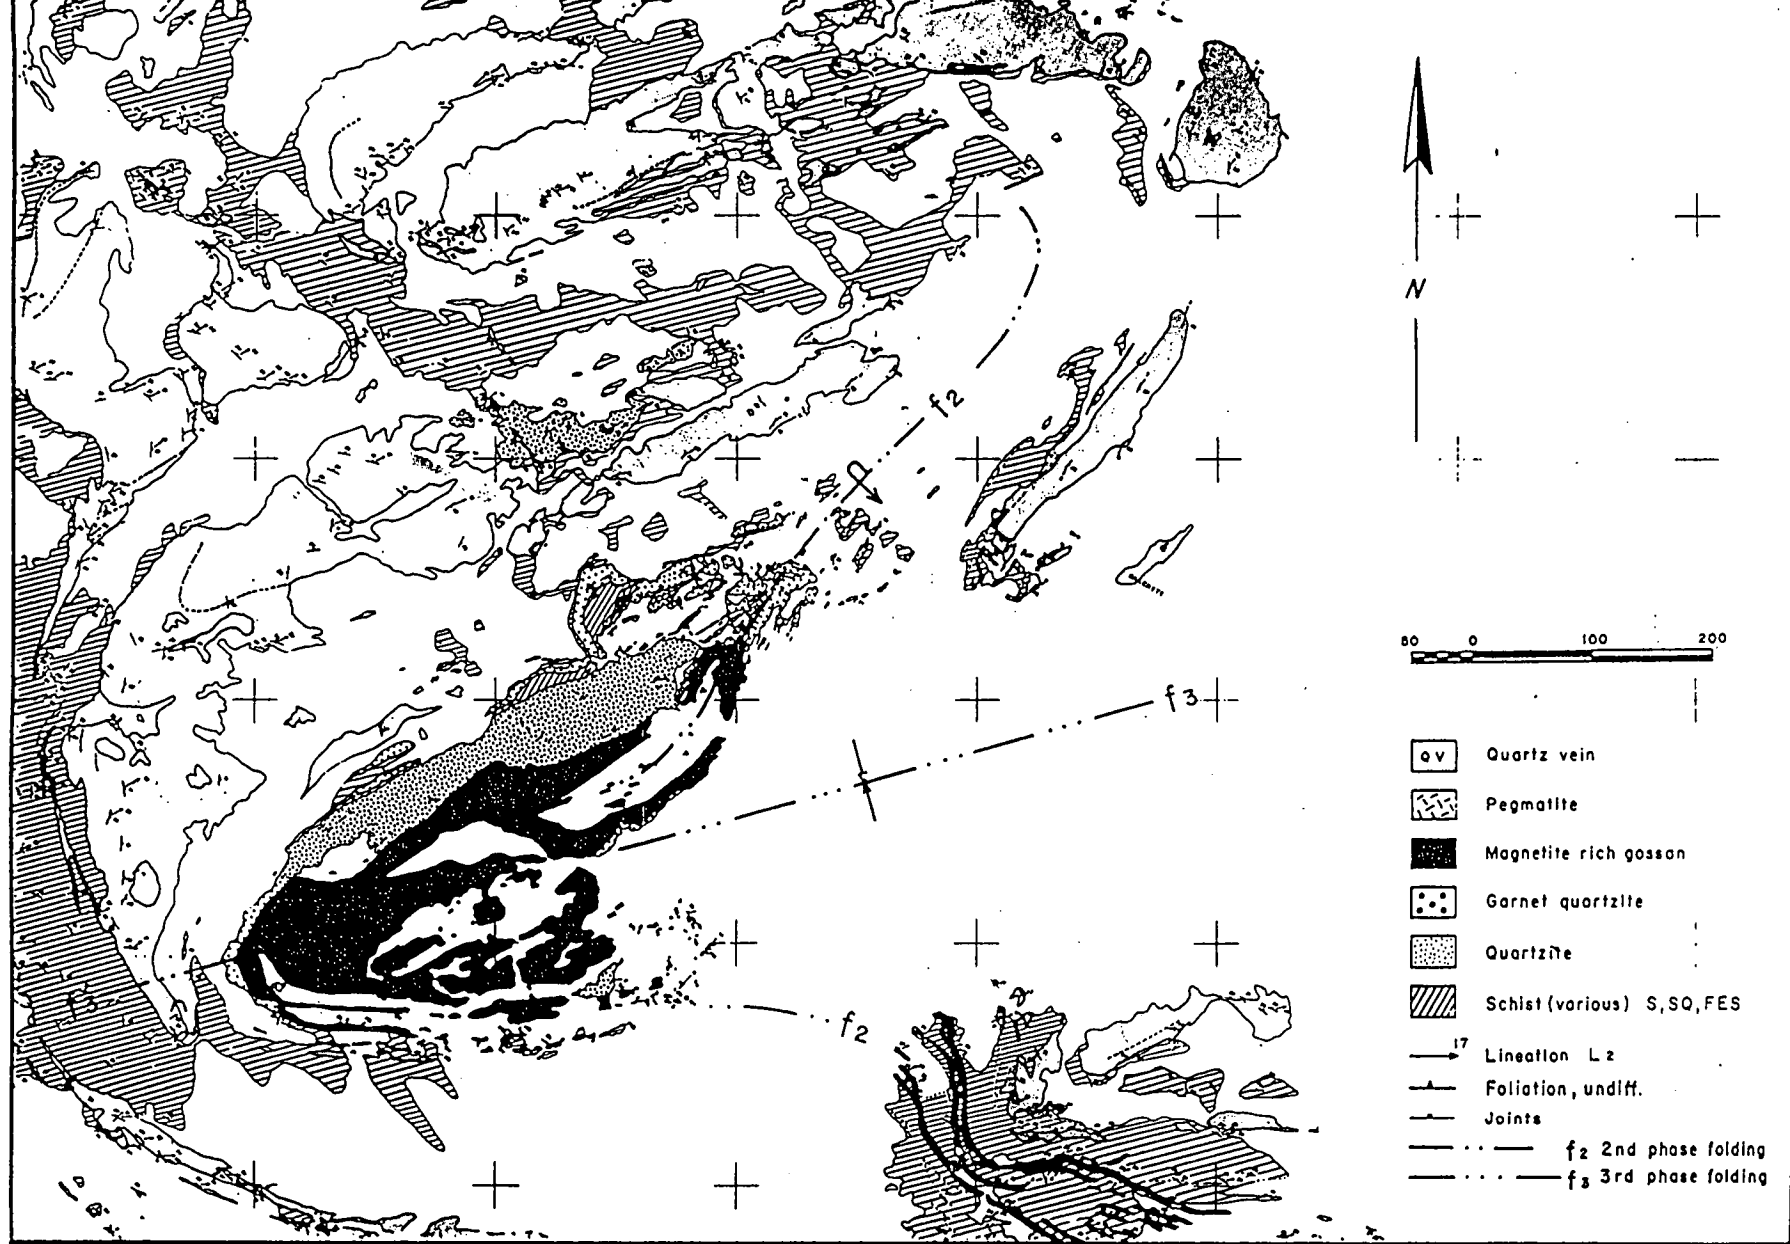 N
f2
f3
f2
f3
50 0 100 200
QV Quartz vein
Pegmatite
Magnetite rich gossan
Garnet quartzite
Quartzite
Schist (various) S, SQ, FES
17 Lineation L2
Foliation, undiff.
Joints
f2 2nd phase folding
f3 3rd phase folding